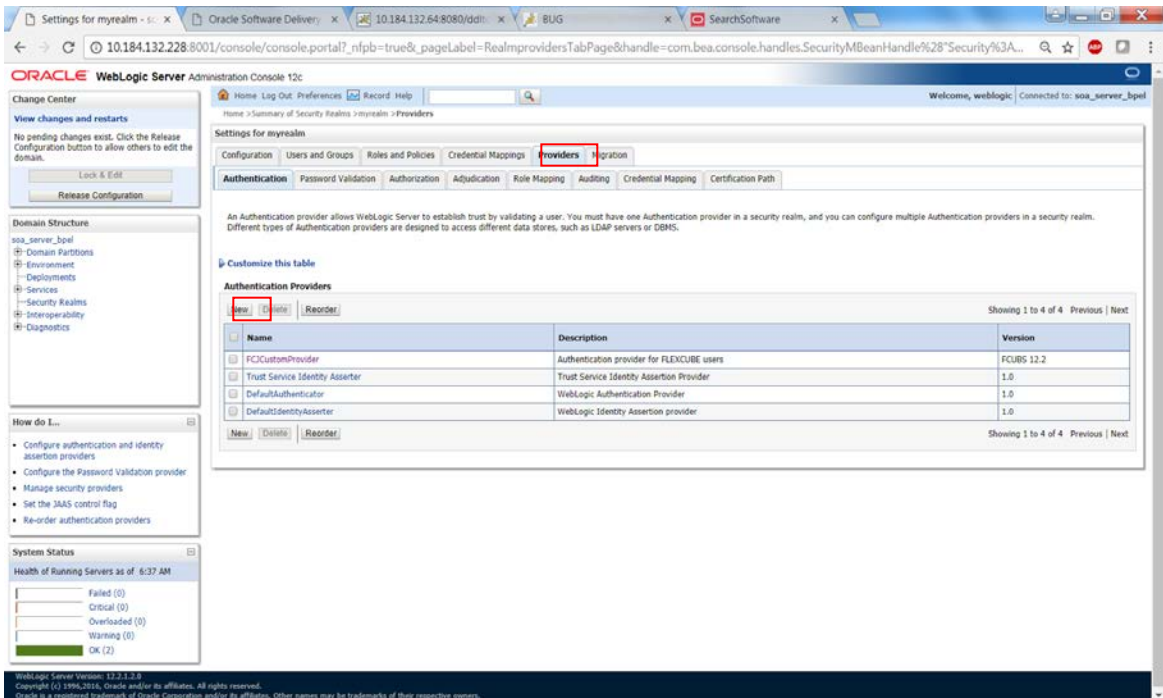 Settings for myrealm - s
Oracle Software Delivery
10.184.132.64:8080/ddlt
BUG
SearchSoftware
10.184.132.228:8001/console/console.portal?_nfpb=true&_pageLabel=RealmprovidersTabPage&handle=com.bea.console.handles.SecurityMBeanHandle%28"Security%3A...
ABP
ORACLE WebLogic Server Administration Console 12c
Change Center
View changes and restarts
No pending changes exist. Click the Release
Configuration button to allow others to edit the
domain.
Lock & Edit
Release Configuration
Domain Structure
soa_server_bpel
Domain Partitions
Environment
Deployments
Services
Security Realms
Interoperability
Diagnostics
How do I...
Configure authentication and identity
assertion providers
Configure the Password Validation provider
Manage security providers
Set the JAAS control flag
Re-order authentication providers
System Status
Health of Running Servers as of 6:37 AM
Failed (0)
Critical (0)
Overloaded (0)
Warning (0)
OK (2)
Home Log Out Preferences Record Help
Welcome, weblogic Connected to: soa_server_bpel
Home >Summary of Security Realms >myrealm >Providers
Settings for myrealm
Configuration Users and Groups Roles and Policies Credential Mappings Providers Migration
Authentication Password Validation Authorization Adjudication Role Mapping Auditing Credential Mapping Certification Path
An Authentication provider allows WebLogic Server to establish trust by validating a user. You must have one Authentication provider in a security realm, and you can configure multiple Authentication providers in a security realm.
Different types of Authentication providers are designed to access different data stores, such as LDAP servers or DBMS.
Customize this table
Authentication Providers
New Delete Reorder Showing 1 to 4 of 4 Previous | Next
Name Description Version
FCJCustomProvider Authentication provider for FLEXCUBE users FCUBS 12.2
Trust Service Identity Asserter Trust Service Identity Assertion Provider 1.0
DefaultAuthenticator WebLogic Authentication Provider 1.0
DefaultIdentityAsserter WebLogic Identity Assertion provider 1.0
New Delete Reorder Showing 1 to 4 of 4 Previous | Next
WebLogic Server Version: 12.2.1.2.0
Copyright (c) 1996,2016, Oracle and/or its affiliates. All rights reserved.
Oracle is a registered trademark of Oracle Corporation and/or its affiliates. Other names may be trademarks of their respective owners.